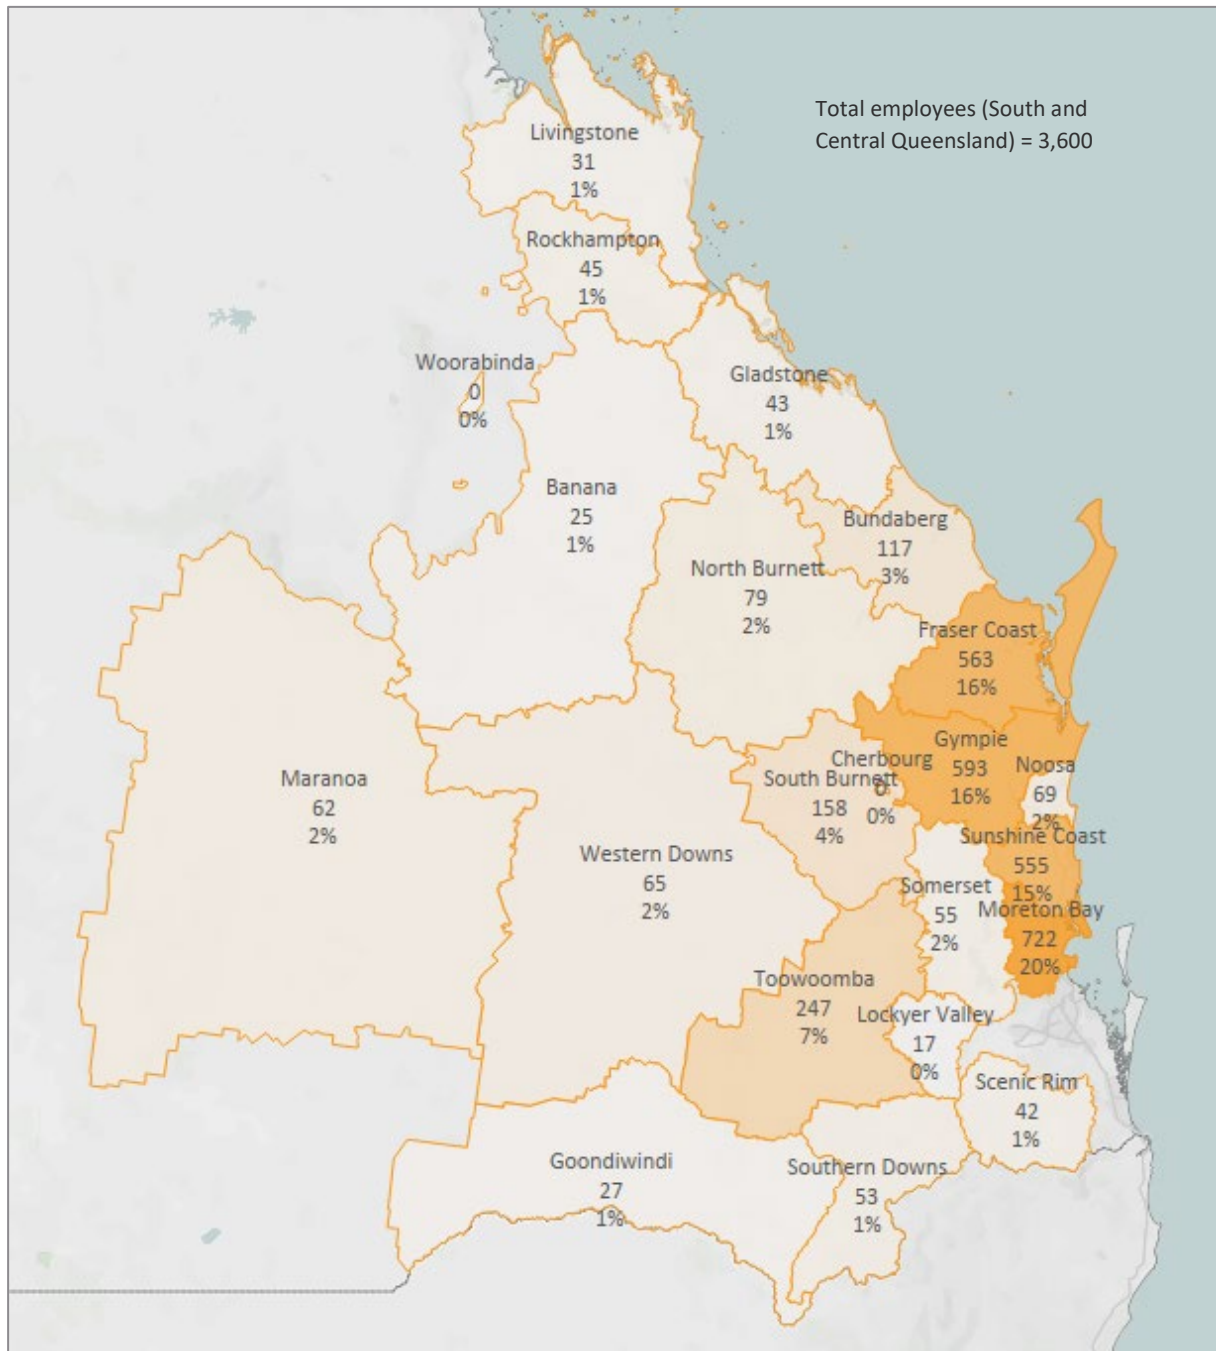 Total employees (South and
Central Queensland) = 3,600
Livingstone
31
1%
Rockhampton
45
1%
Woorabinda
0
0%
Gladstone
43
1%
Banana
25
1%
Bundaberg
117
3%
North Burnett
79
2%
Fraser Coast
563
16%
Gympie
593
16%
Cherbourg
0
0%
Noosa
69
2%
South Burnett
158
4%
Maranoa
62
2%
Sunshine Coast
555
15%
Western Downs
65
2%
Somerset
55
2%
Moreton Bay
722
20%
Toowoomba
247
7%
Lockyer Valley
17
0%
Scenic Rim
42
1%
Goondiwindi
27
1%
Southern Downs
53
1%